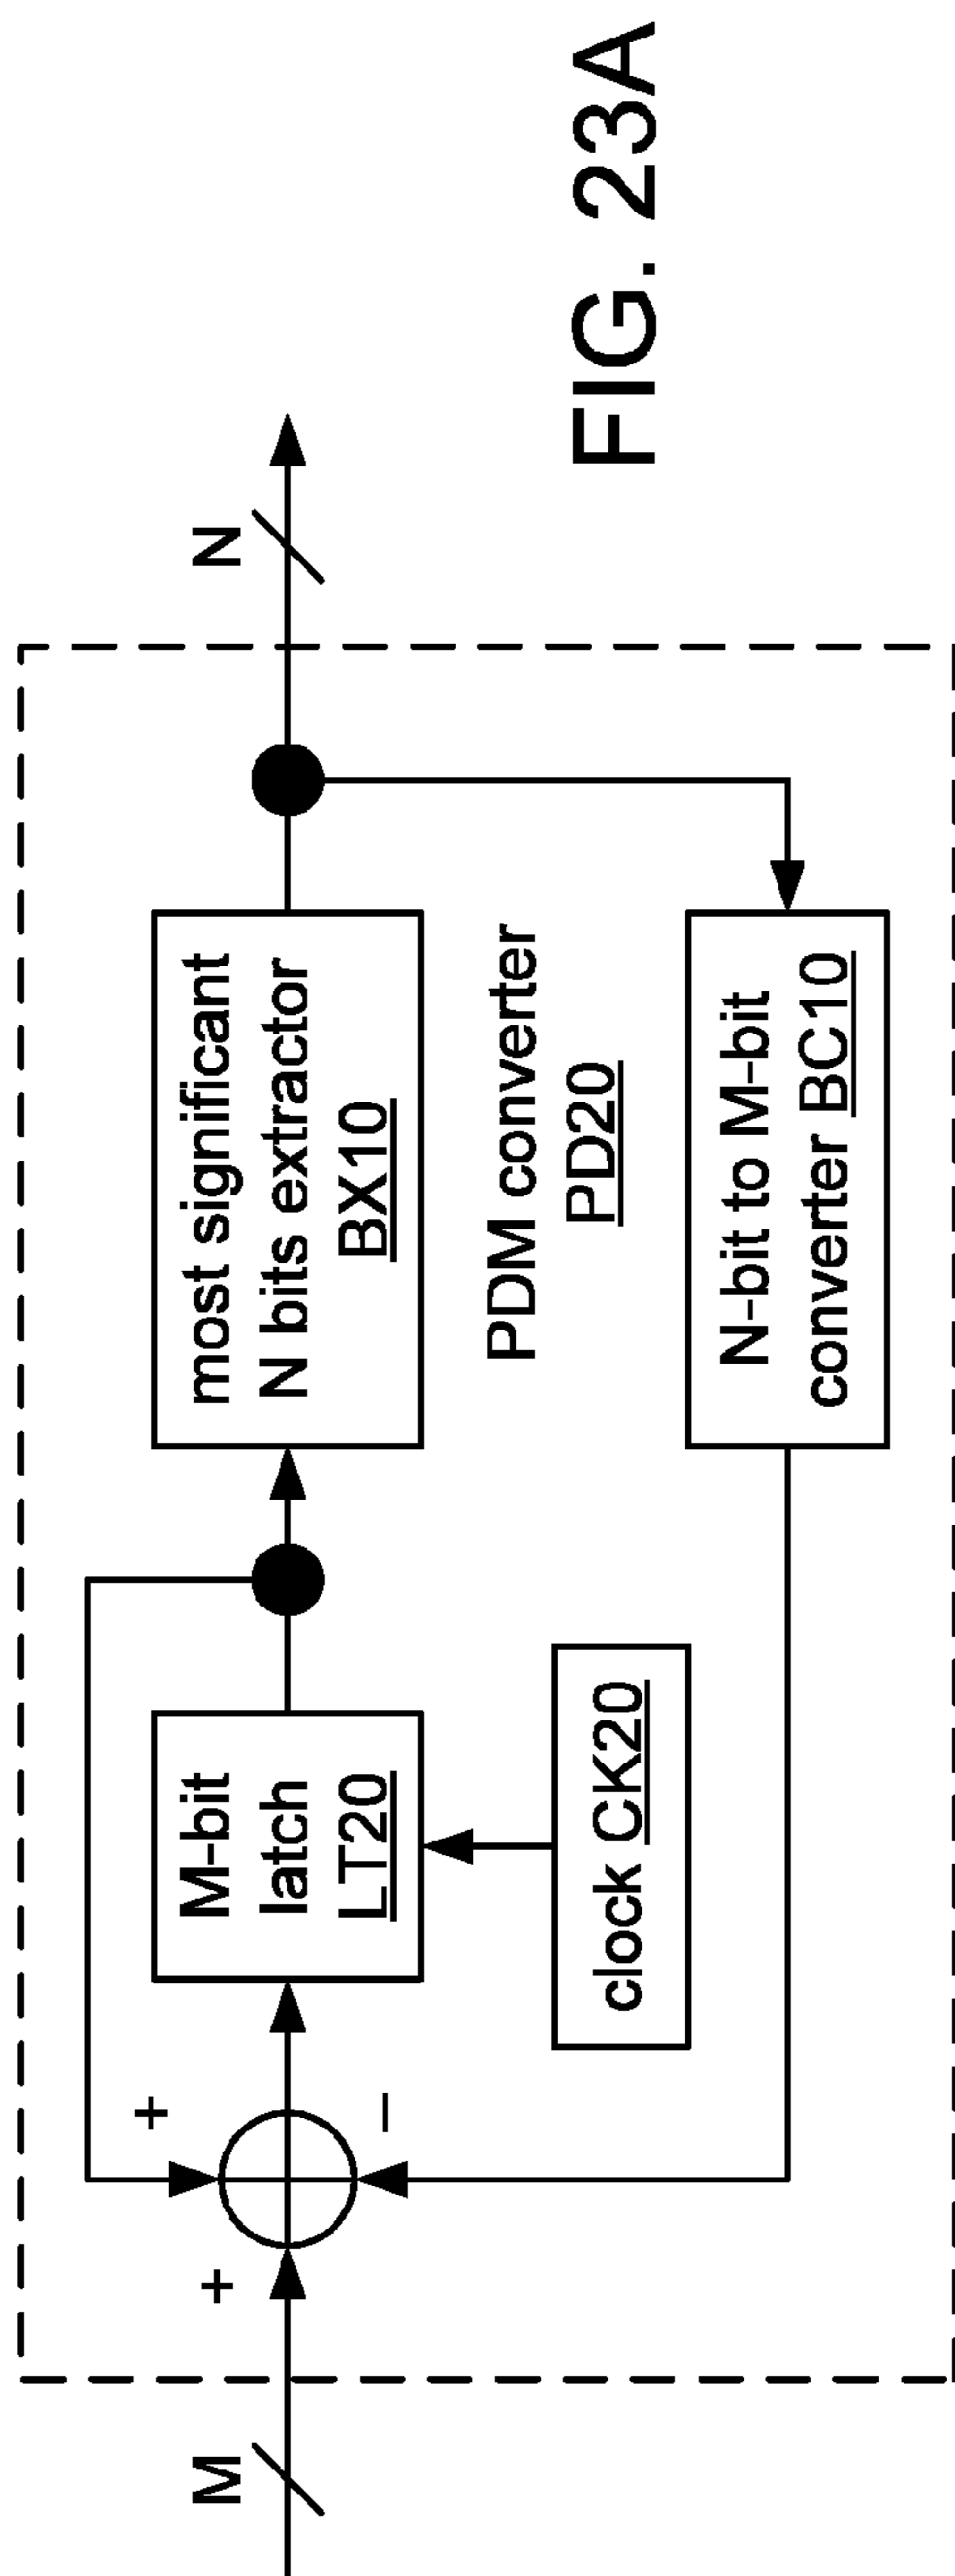 M
+
+
−
M-bit
latch
LT20
clock CK20
most significant
N bits extractor
BX10
PDM converter
PD20
N-bit to M-bit
converter BC10
N
FIG. 23A